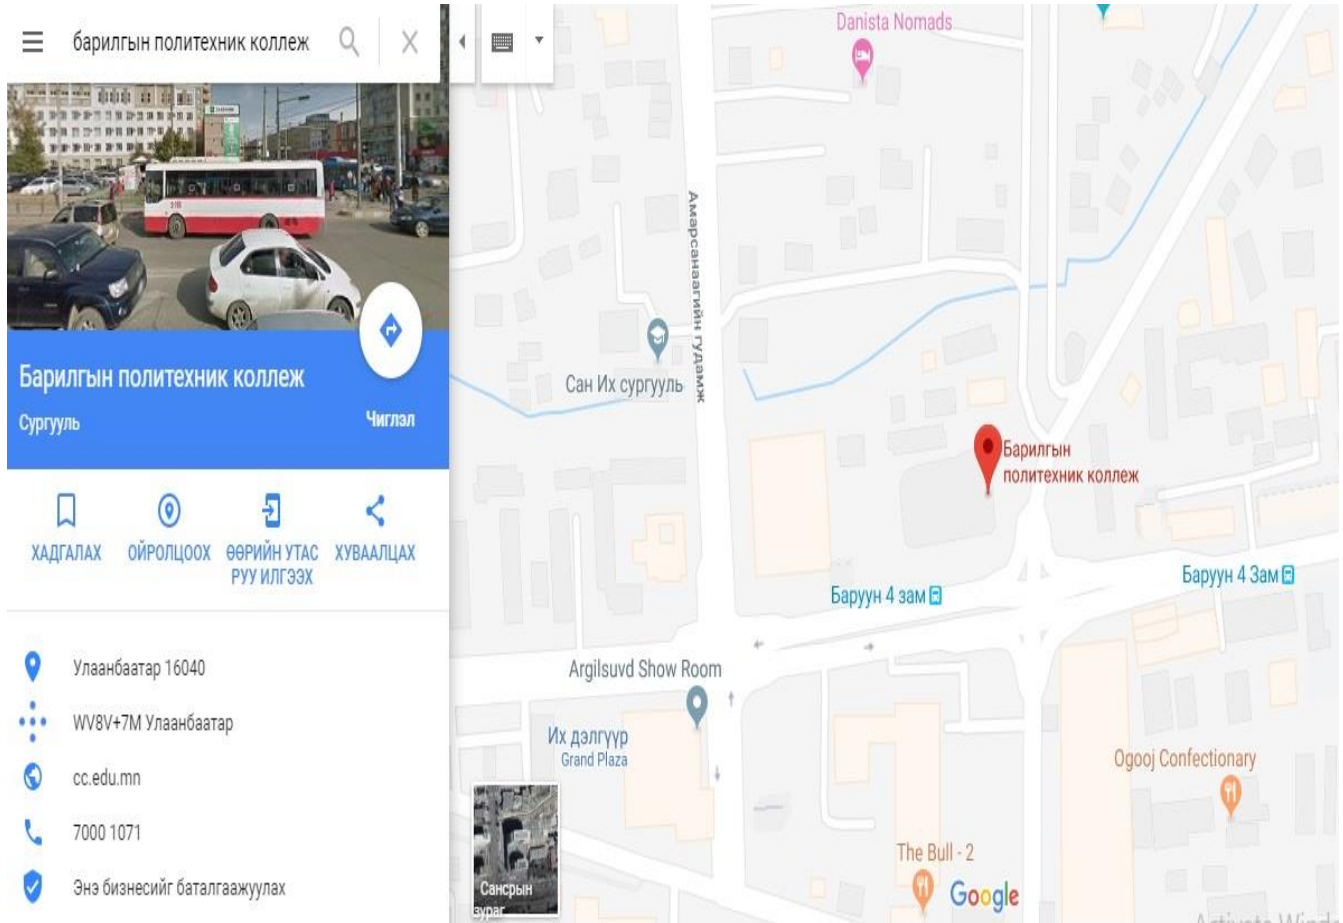 барилгын политехник коллеж
Барилгын политехник коллеж
Сургууль
Чиглэл
ХАДГАЛАХ
ОЙРОЛЦООХ
ӨӨРИЙН УТАС
РУУ ИЛГЭЭХ
ХУВААЛЦАХ
Улаанбаатар 16040
WV8V+7M Улаанбаатар
cc.edu.mn
7000 1071
Энэ бизнесийг баталгаажуулах
Danista Nomads
Амарсанаагийн гудамж
Сан Их сургууль
Барилгын
политехник коллеж
Баруун 4 зам
Баруун 4 Зам
Argilsuvd Show Room
Их дэлгүүр
Grand Plaza
Ogooj Confectionary
The Bull - 2
Сансрын
зураг
Google